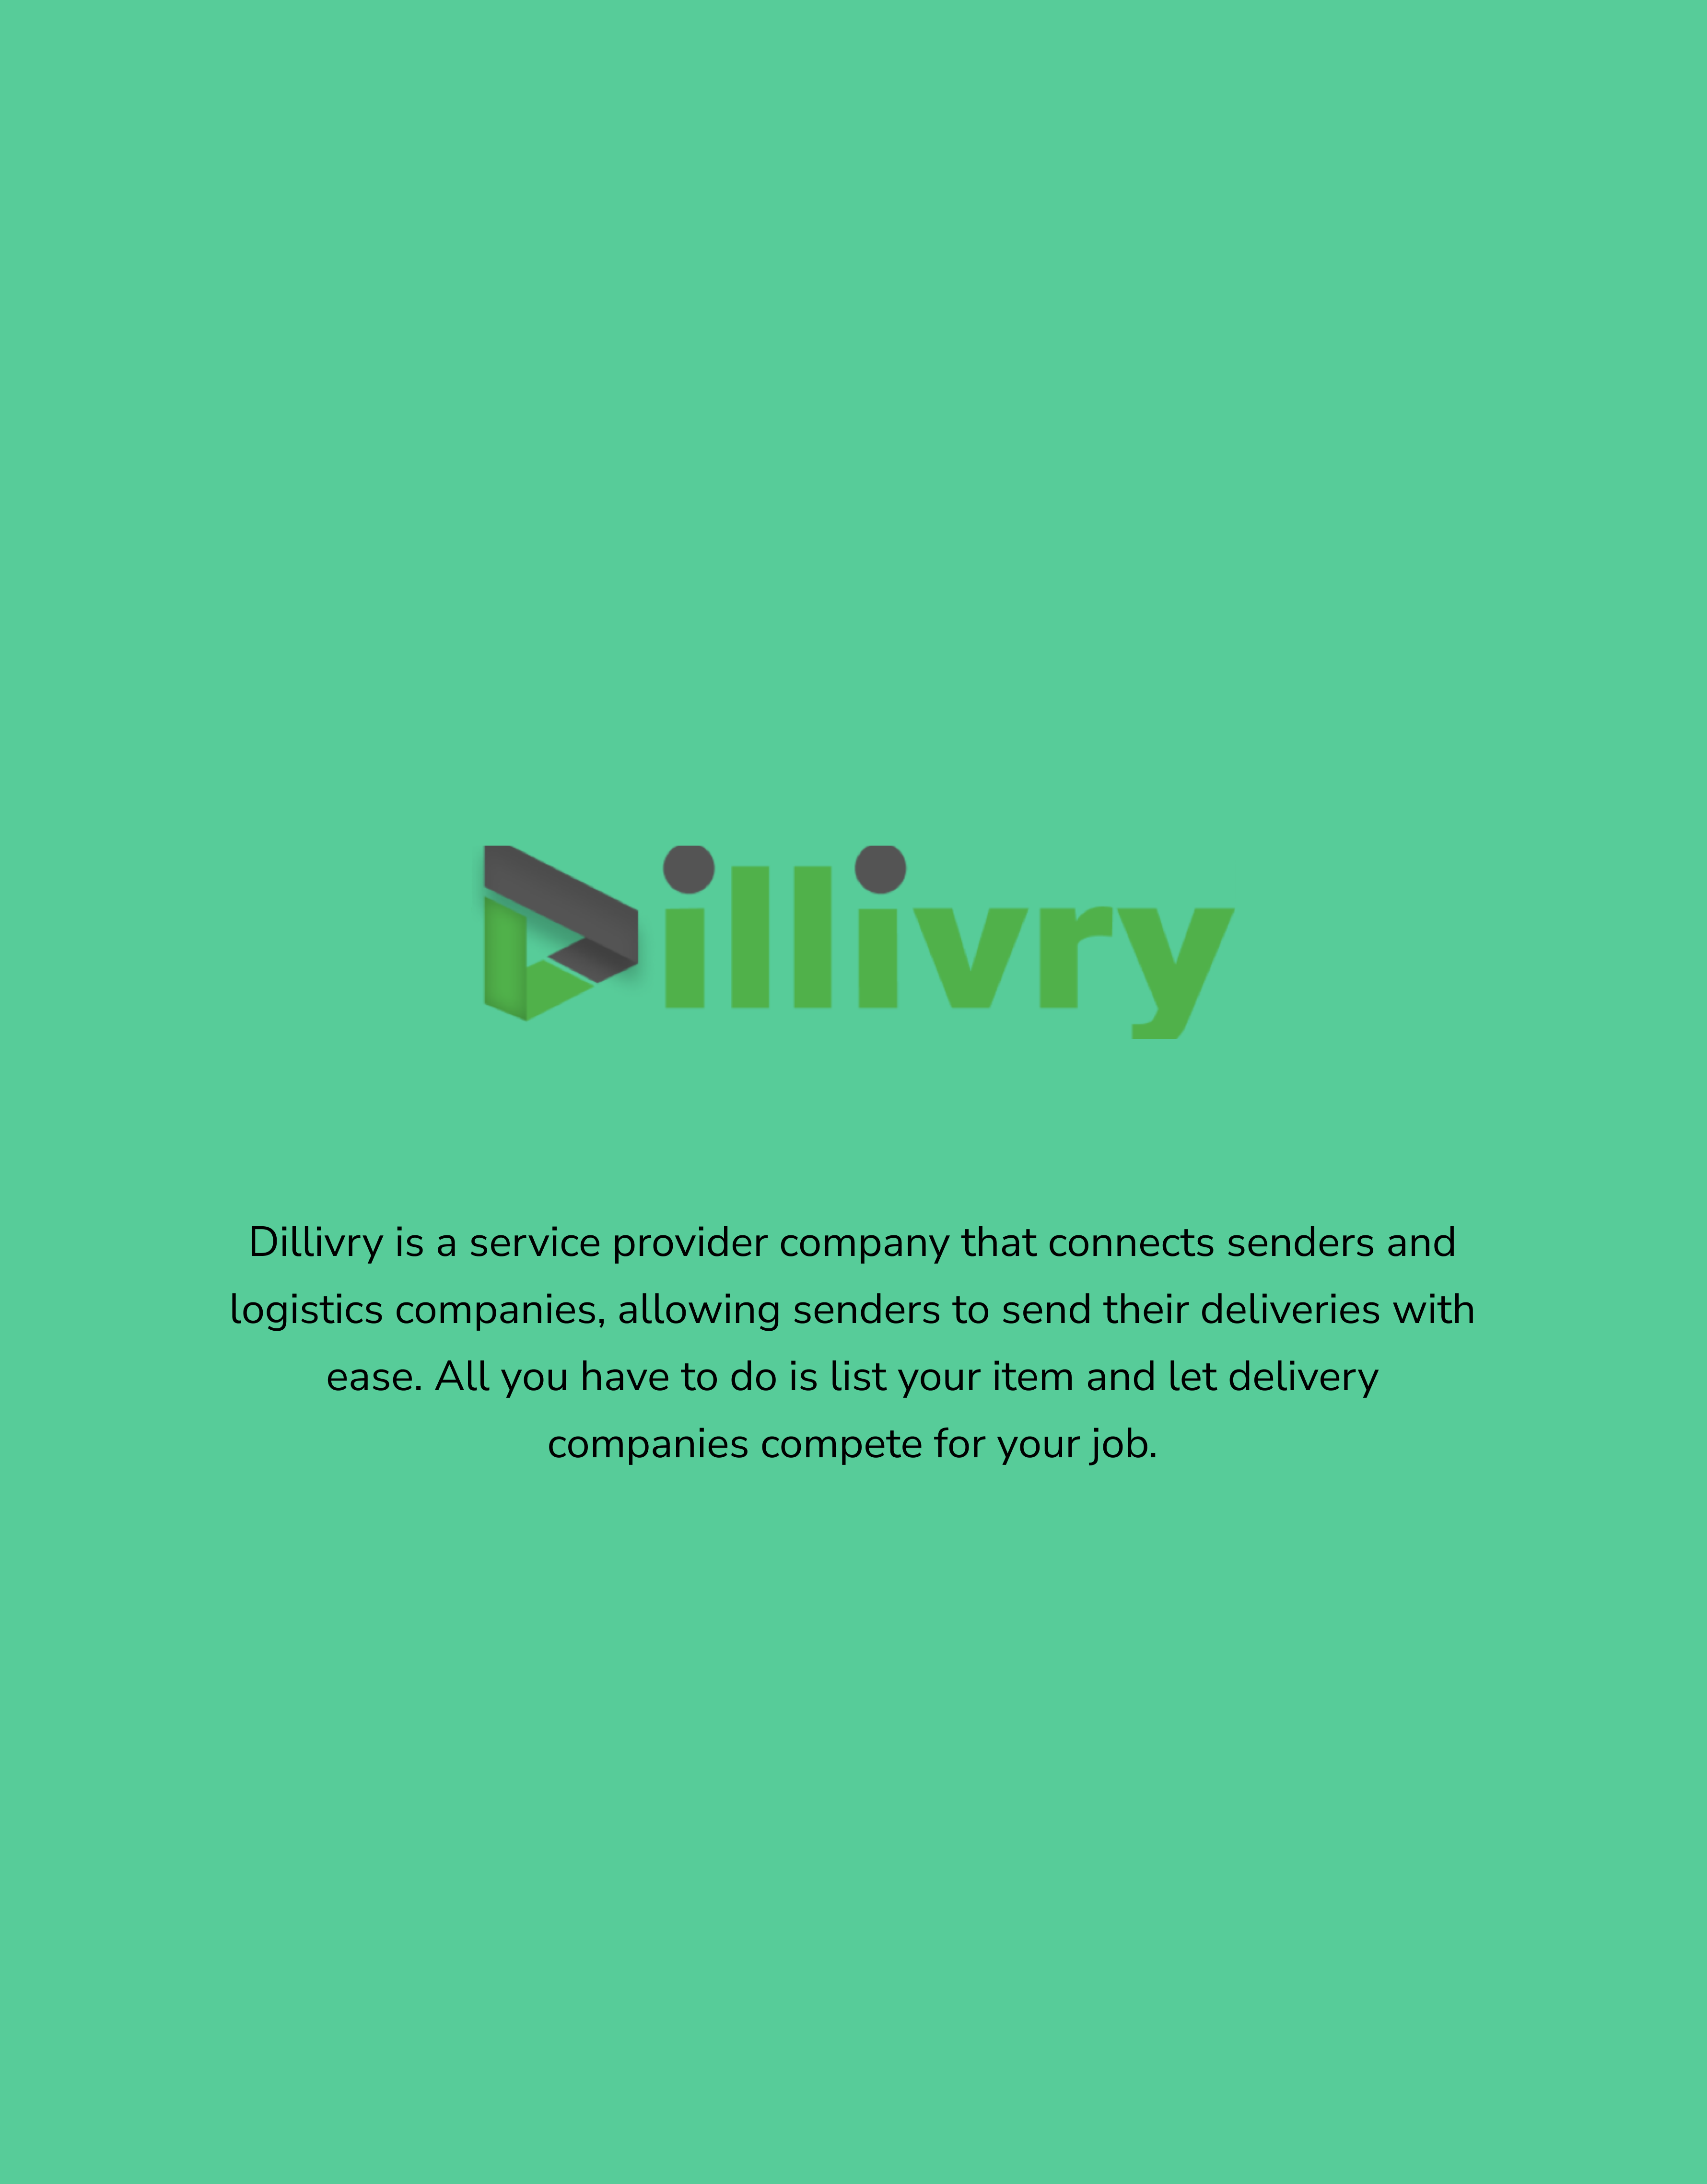 Dillivry
Dillivry is a service provider company that connects senders and
logistics companies, allowing senders to send their deliveries with
ease. All you have to do is list your item and let delivery
companies compete for your job.